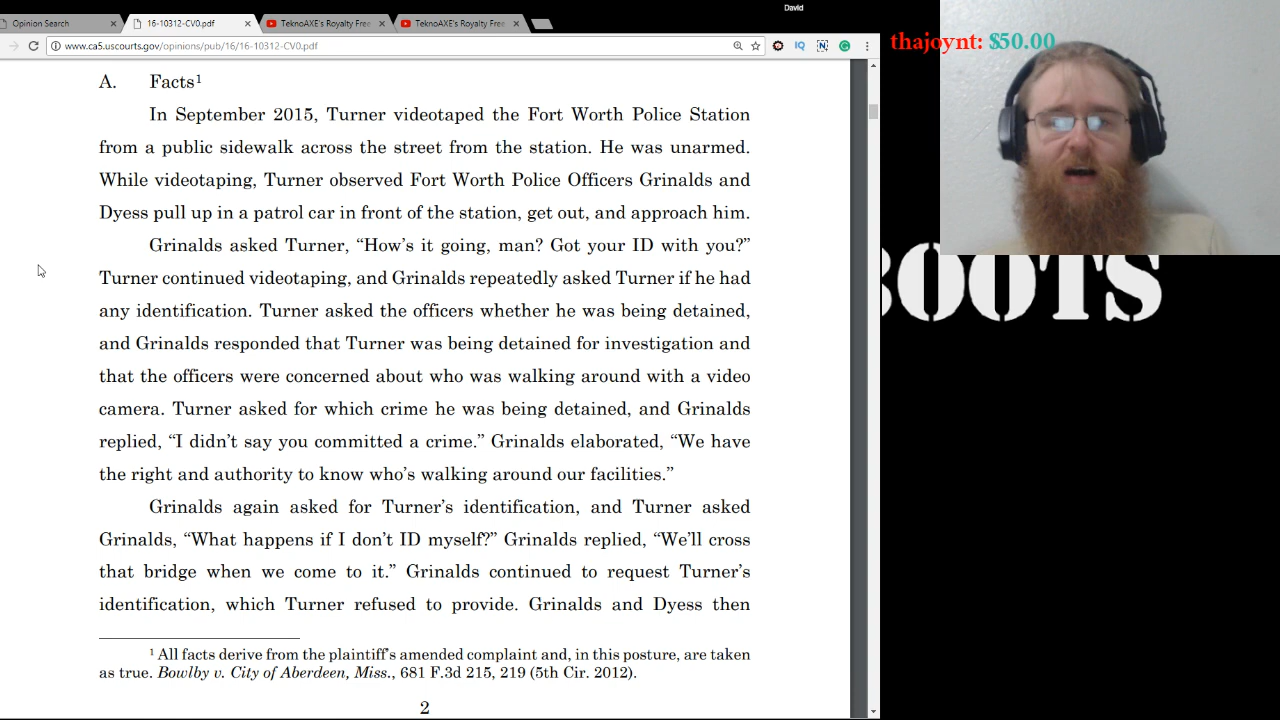 David
Opinion Search
16-10312-CV0.pdf
TeknoAXE's Royalty Free
TeknoAXE's Royalty Free
www.ca5.uscourts.gov/opinions/pub/16/16-10312-CV0.pdf
IQ
N
thajoynt: $50.00
A. Facts¹
In September 2015, Turner videotaped the Fort Worth Police Station
from a public sidewalk across the street from the station. He was unarmed.
While videotaping, Turner observed Fort Worth Police Officers Grinalds and
Dyess pull up in a patrol car in front of the station, get out, and approach him.
Grinalds asked Turner, “How’s it going, man? Got your ID with you?”
Turner continued videotaping, and Grinalds repeatedly asked Turner if he had
any identification. Turner asked the officers whether he was being detained,
and Grinalds responded that Turner was being detained for investigation and
that the officers were concerned about who was walking around with a video
camera. Turner asked for which crime he was being detained, and Grinalds
replied, “I didn’t say you committed a crime.” Grinalds elaborated, “We have
the right and authority to know who’s walking around our facilities.”
Grinalds again asked for Turner’s identification, and Turner asked
Grinalds, “What happens if I don’t ID myself?” Grinalds replied, “We’ll cross
that bridge when we come to it.” Grinalds continued to request Turner’s
identification, which Turner refused to provide. Grinalds and Dyess then
¹ All facts derive from the plaintiff’s amended complaint and, in this posture, are taken
as true. Bowlby v. City of Aberdeen, Miss., 681 F.3d 215, 219 (5th Cir. 2012).
2
BOOTS